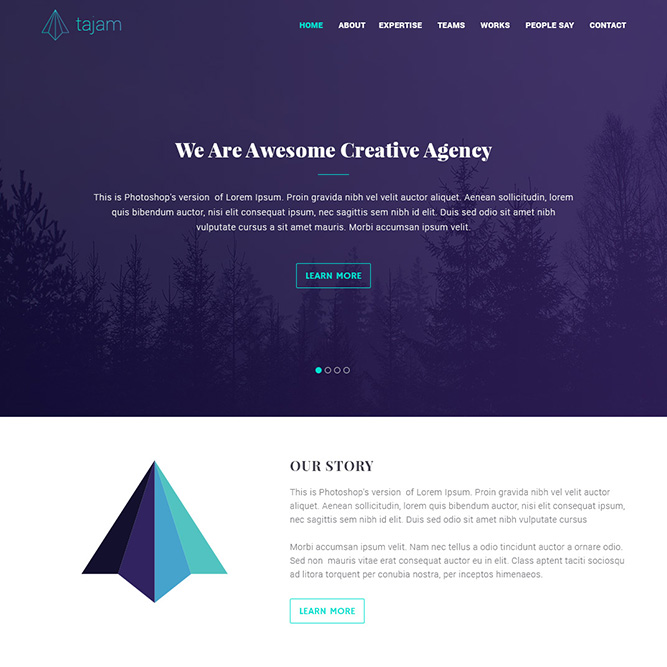 tajam
HOME ABOUT EXPERTISE TEAMS WORKS PEOPLE SAY CONTACT
We Are Awesome Creative Agency
This is Photoshop's version of Lorem Ipsum. Proin gravida nibh vel velit auctor aliquet. Aenean sollicitudin, lorem
quis bibendum auctor, nisi elit consequat ipsum, nec sagittis sem nibh id elit. Duis sed odio sit amet nibh
vulputate cursus a sit amet mauris. Morbi accumsan ipsum velit.
LEARN MORE
OUR STORY
This is Photoshop's version of Lorem Ipsum. Proin gravida nibh vel velit auctor
aliquet. Aenean sollicitudin, lorem quis bibendum auctor, nisi elit consequat ipsum,
nec sagittis sem nibh id elit. Duis sed odio sit amet nibh vulputate cursus
Morbi accumsan ipsum velit. Nam nec tellus a odio tincidunt auctor a ornare odio.
Sed non mauris vitae erat consequat auctor eu in elit. Class aptent taciti sociosqu
ad litora torquent per conubia nostra, per inceptos himenaeos.
LEARN MORE